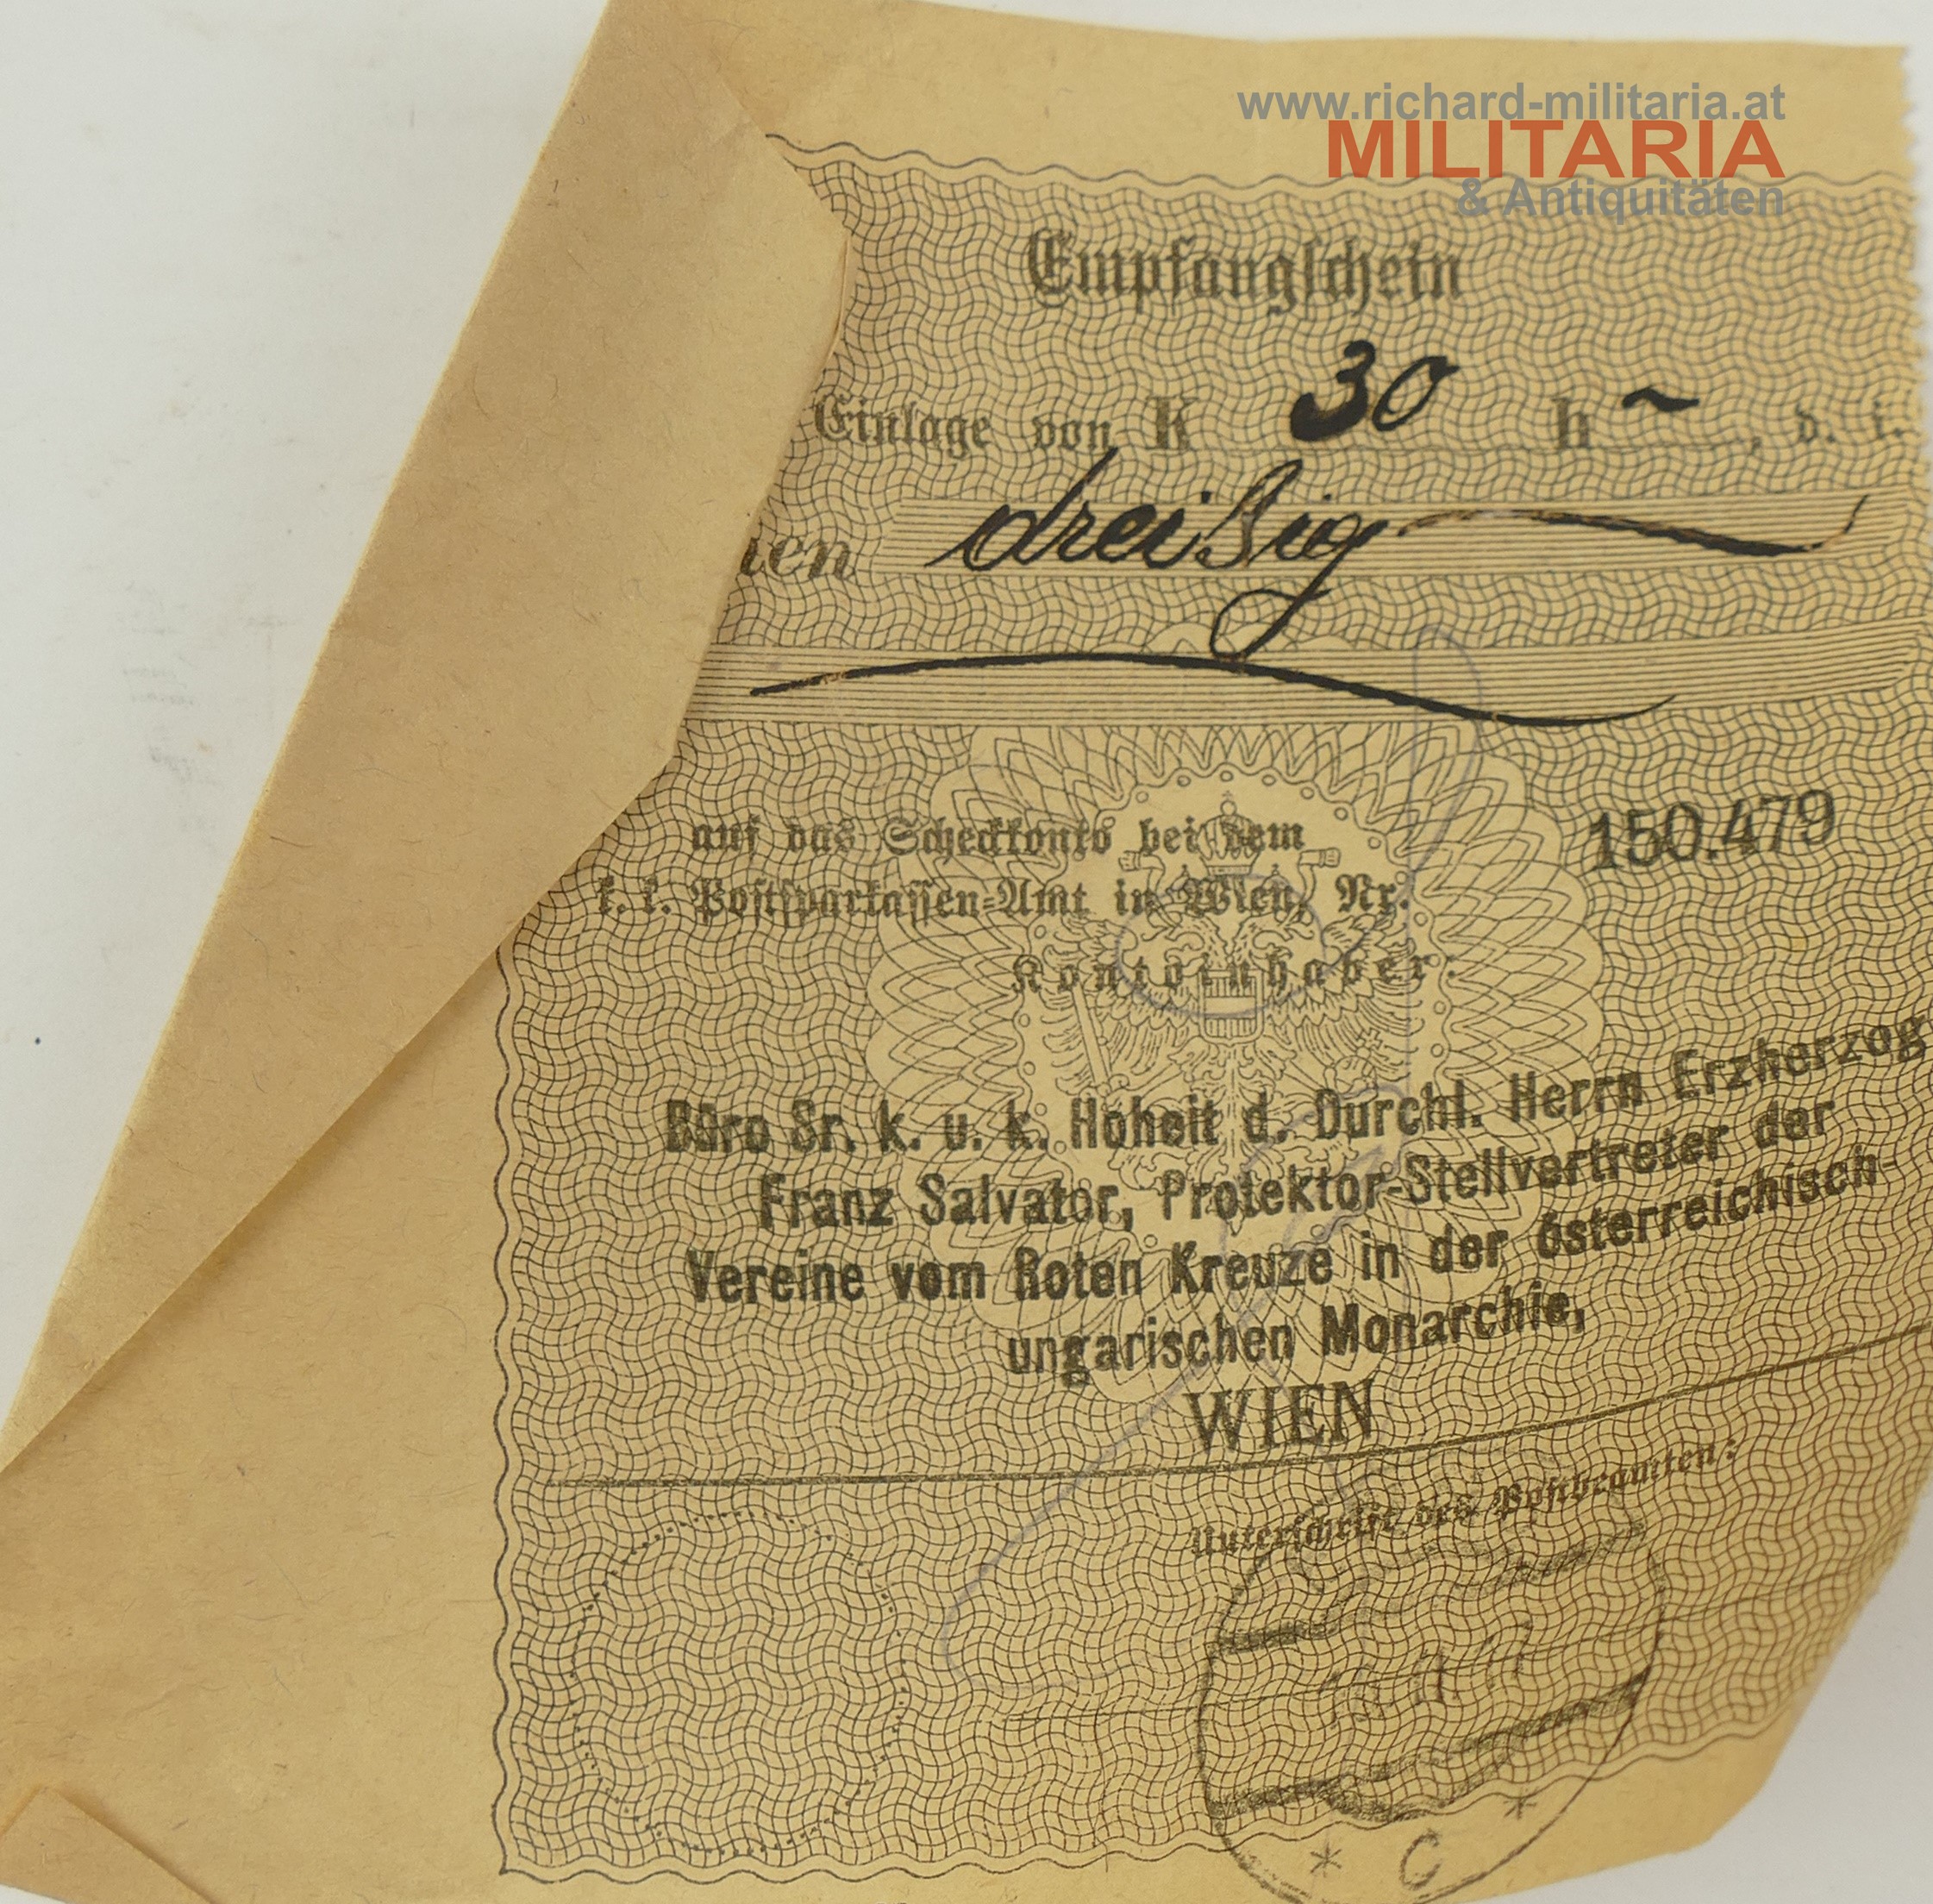 www.richard-militaria.at
MILITARIA
& Antiquitäten
Empfangschein
Einlage von K 30 h ~, d. i.
nen dreißig
auf das Scheckkonto bei dem
k. k. Postsparkassen-Amt in Wien, Nr. 150.479
Kontoinhaber:
Büro Sr. k. u. k. Hoheit d. Durchl. Herrn Erzherzog
Franz Salvator, Protektor-Stellvertreter der
Vereine vom Roten Kreuze in der österreichisch-
ungarischen Monarchie,
WIEN
Unterschrift des Postbeamten:
* C *